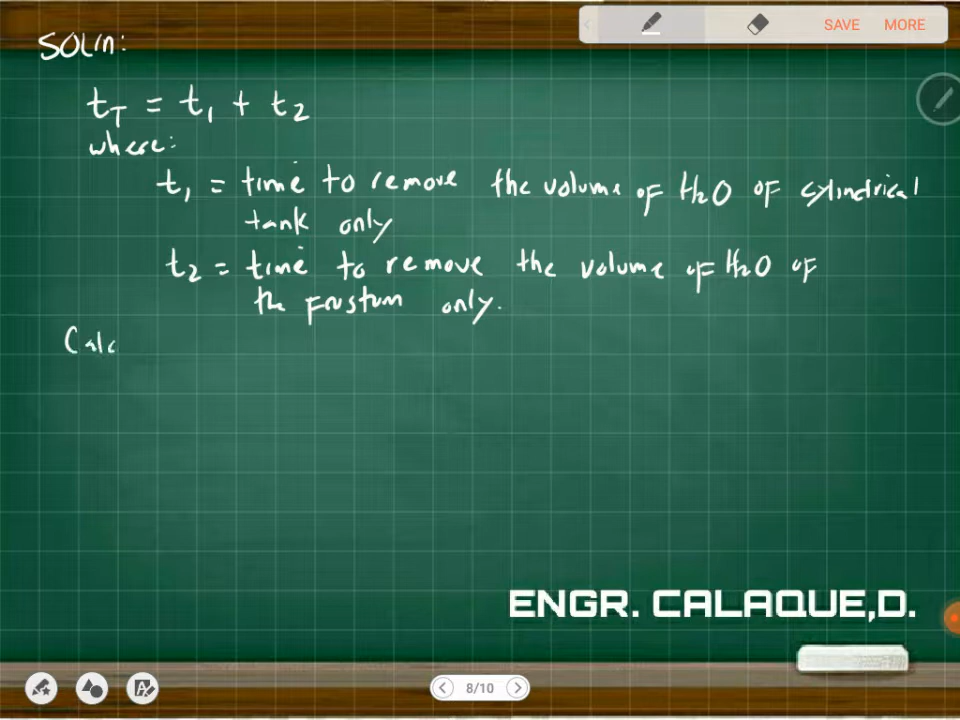 SOL'n:
SAVE MORE
tT = t1 + t2
where:
t1 = time to remove the volume of H2O of cylindrical
tank only
t2 = time to remove the volume of H2O of
the frustum only.
Calc
ENGR. CALAQUE,D.
8/10